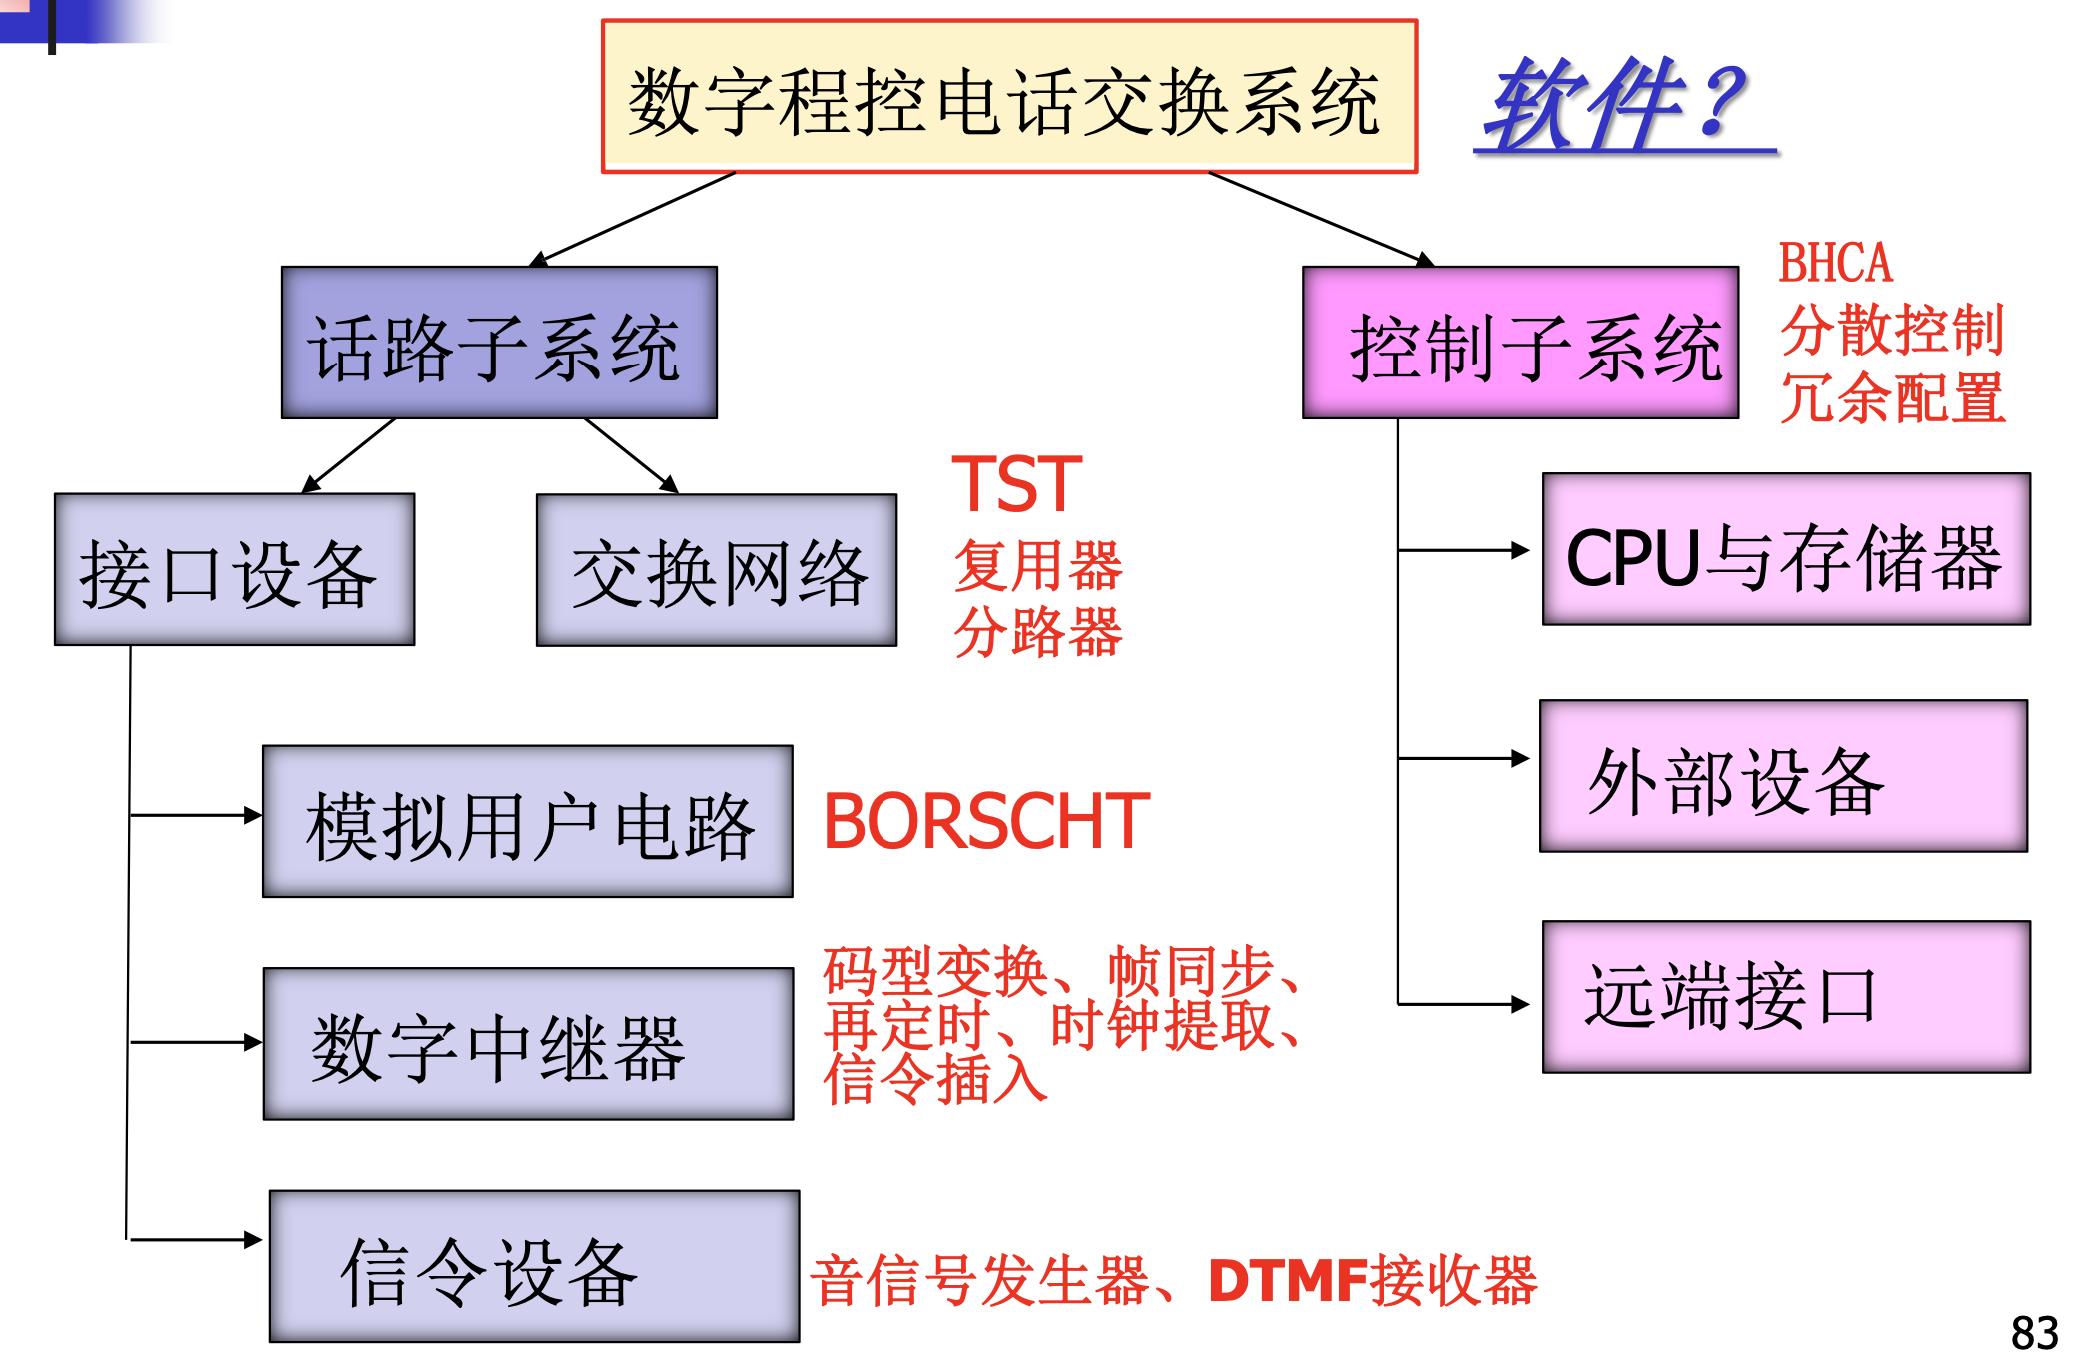 数字程控电话交换系统
软件？
话路子系统
控制子系统
BHCA
分散控制
冗余配置
接口设备
交换网络
TST
复用器
分路器
CPU与存储器
外部设备
远端接口
模拟用户电路
BORSCHT
数字中继器
码型变换、帧同步、
再定时、时钟提取、
信令插入
信令设备
音信号发生器、DTMF接收器
83